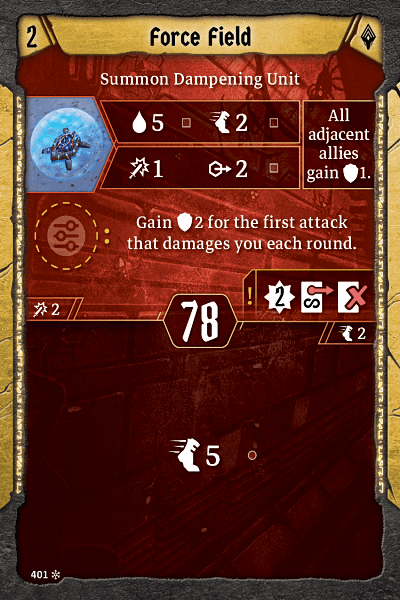 2 Force Field
Summon Dampening Unit
5 2
All
adjacent
allies
gain 1.
1 2
Gain 2 for the first attack
that damages you each round.
:
! 2
2 78 2
5
401